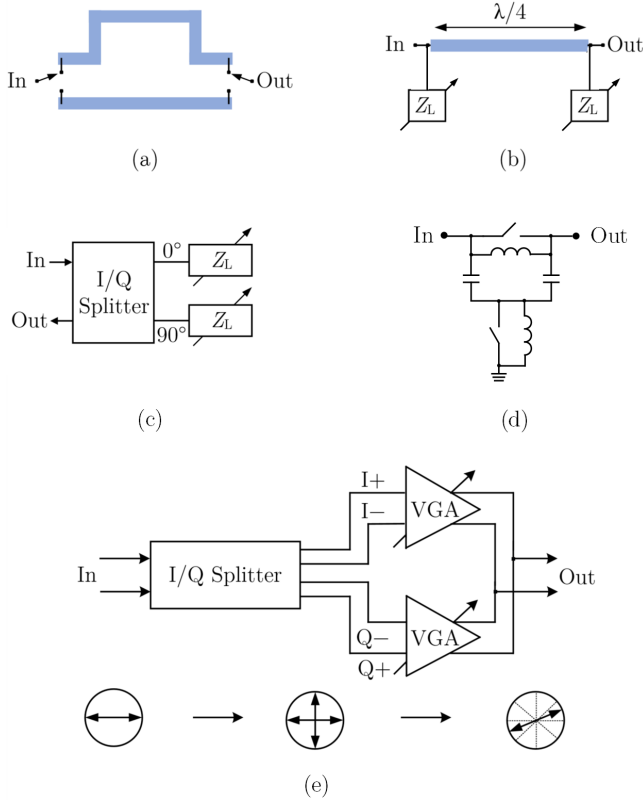 In
Out
(a)
λ/4
In
Out
Z_L
Z_L
(b)
In
Out
I/Q
Splitter
0°
90°
Z_L
Z_L
(c)
In
Out
(d)
In
I/Q Splitter
I+
I−
Q−
Q+
VGA
VGA
Out
(e)